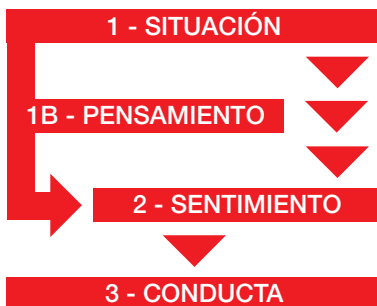 1 - SITUACIÓN
1B - PENSAMIENTO
2 - SENTIMIENTO
3 - CONDUCTA